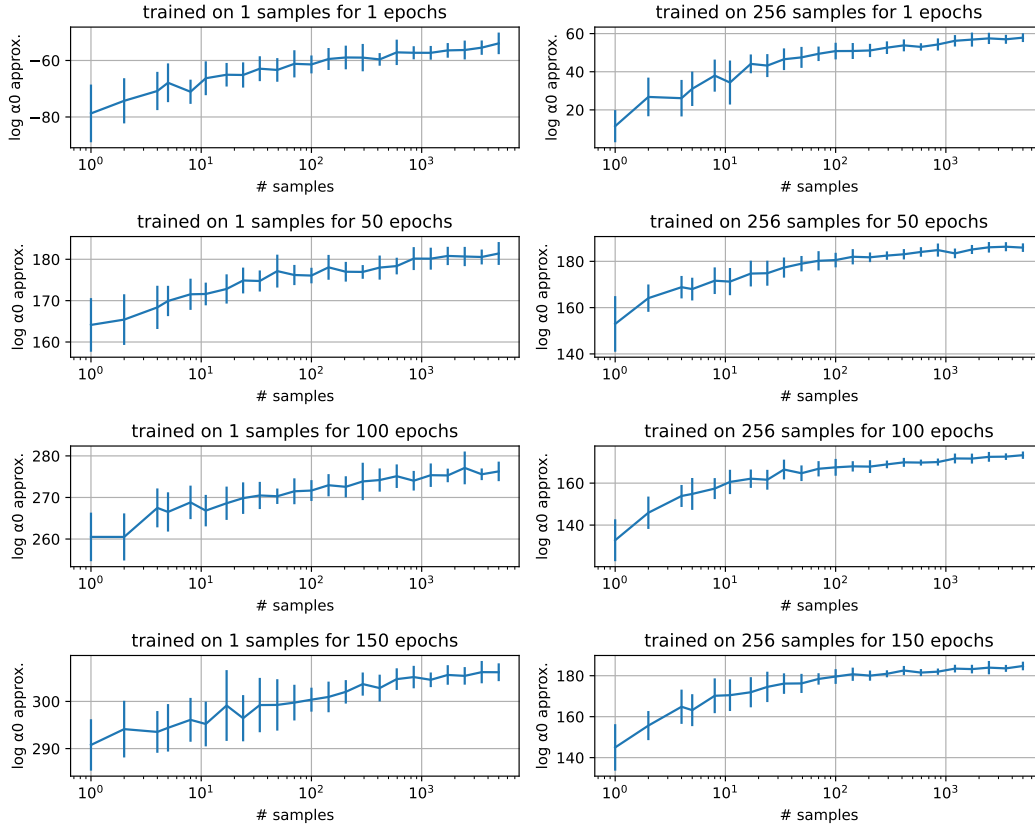 trained on 1 samples for 1 epochs
log α0 approx.
−60
−80
10⁰ 10¹ 10² 10³
# samples
trained on 256 samples for 1 epochs
log α0 approx.
60
40
20
10⁰ 10¹ 10² 10³
# samples
trained on 1 samples for 50 epochs
log α0 approx.
180
170
160
10⁰ 10¹ 10² 10³
# samples
trained on 256 samples for 50 epochs
log α0 approx.
180
160
140
10⁰ 10¹ 10² 10³
# samples
trained on 1 samples for 100 epochs
log α0 approx.
280
270
260
10⁰ 10¹ 10² 10³
# samples
trained on 256 samples for 100 epochs
log α0 approx.
160
140
10⁰ 10¹ 10² 10³
# samples
trained on 1 samples for 150 epochs
log α0 approx.
300
290
10⁰ 10¹ 10² 10³
# samples
trained on 256 samples for 150 epochs
log α0 approx.
180
160
140
10⁰ 10¹ 10² 10³
# samples